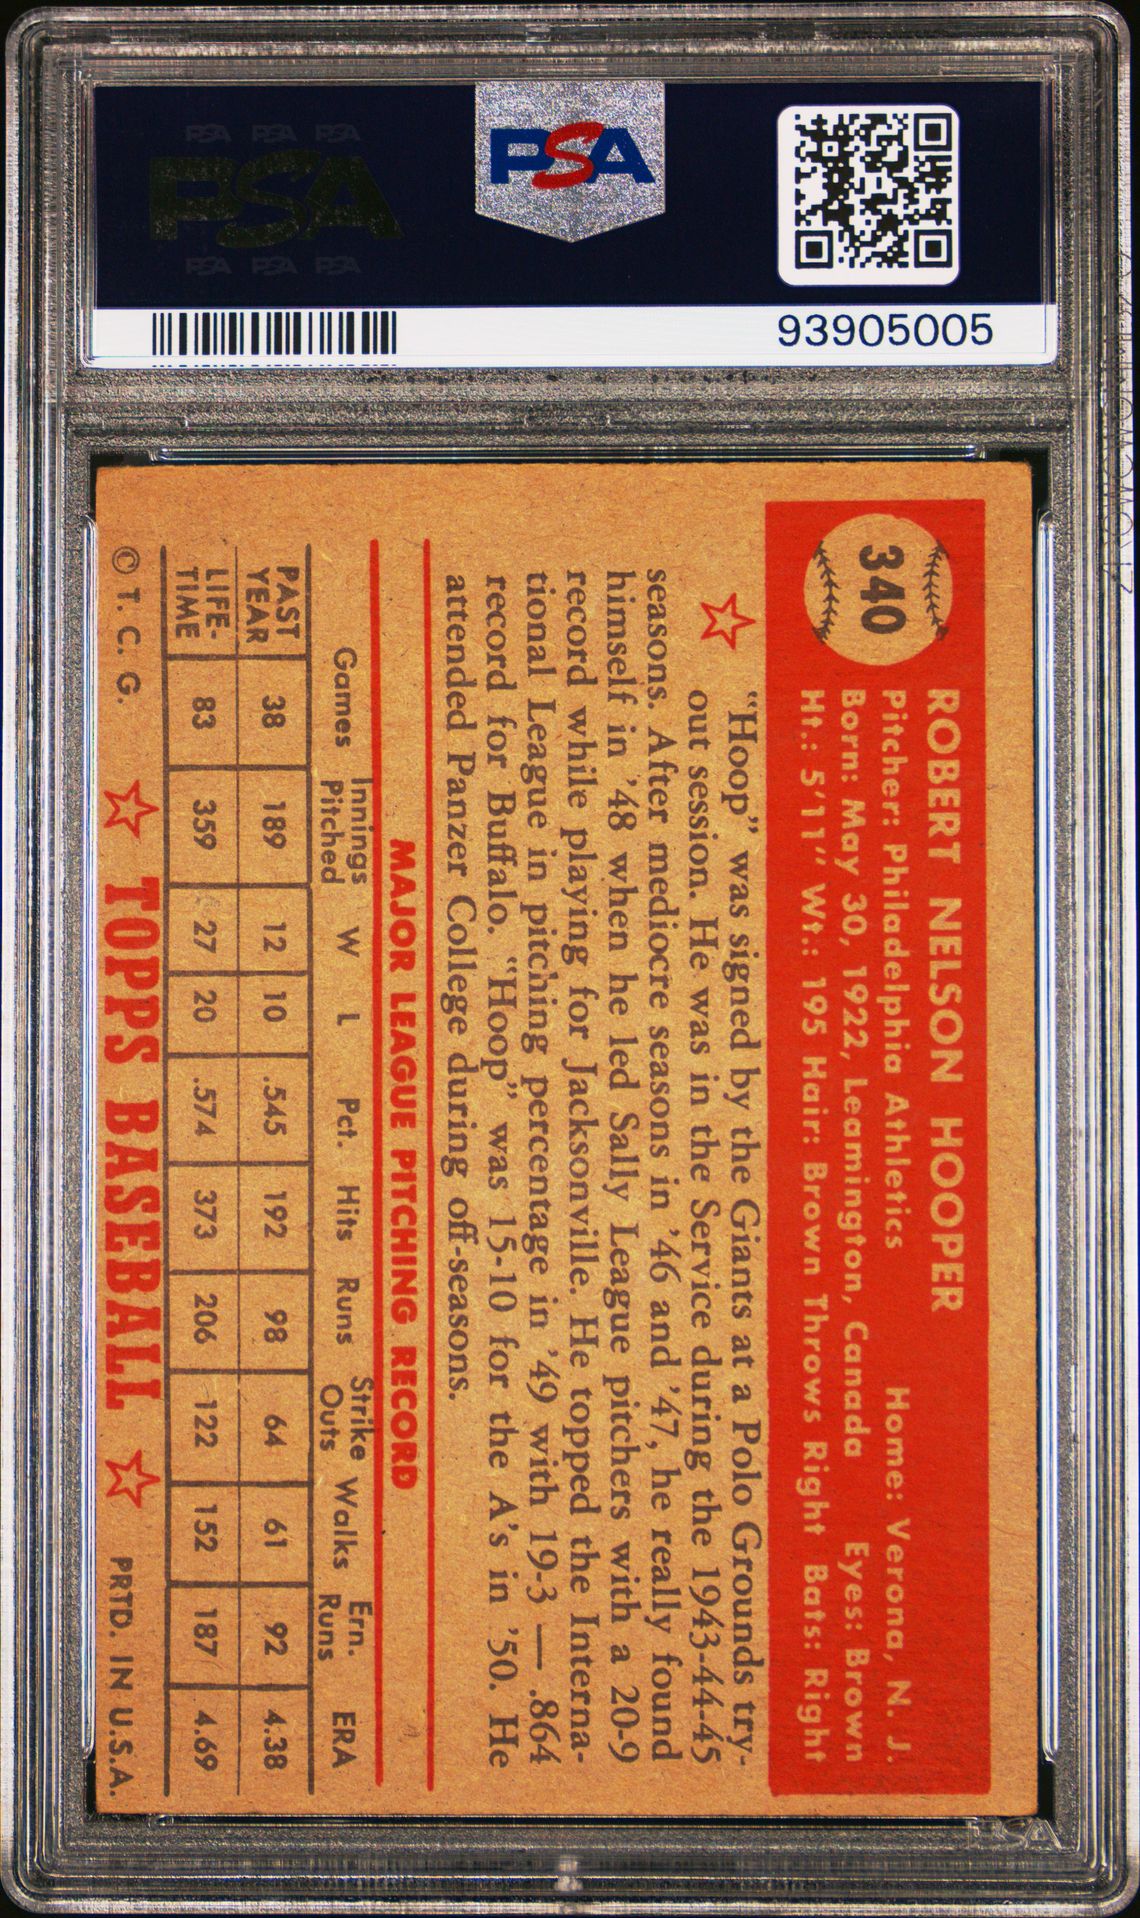 PSA PSA PSA
PSA
PSA PSA PSA
PSA
93905005
340
ROBERT NELSON HOOPER Home: Verona, N. J.
Pitcher: Philadelphia Athletics
Born: May 30, 1922, Leamington, Canada Eyes: Brown
Ht.: 5'11" Wt.: 195 Hair: Brown Throws Right Bats: Right
"Hoop" was signed by the Giants at a Polo Grounds try-
out session. He was in the Service during the 1943-44-45
seasons. After mediocre seasons in '46 and '47, he really found
himself in '48 when he led Sally League pitchers with a 20-9
record while playing for Jacksonville. He topped the Interna-
tional League in pitching percentage in '49 with 19-3 — .864
record for Buffalo. "Hoop" was 15-10 for the A's in '50. He
attended Panzer College during off-seasons.
MAJOR LEAGUE PITCHING RECORD
Games Innings Pitched W L Pct. Hits Runs Strike Outs Walks Ern. Runs ERA
PAST YEAR 38 189 12 10 .545 192 98 64 61 92 4.38
LIFE-TIME 83 359 27 20 .574 373 206 122 152 187 4.69
© T. C. G. TOPPS BASEBALL PRTD. IN U.S.A.
PSA